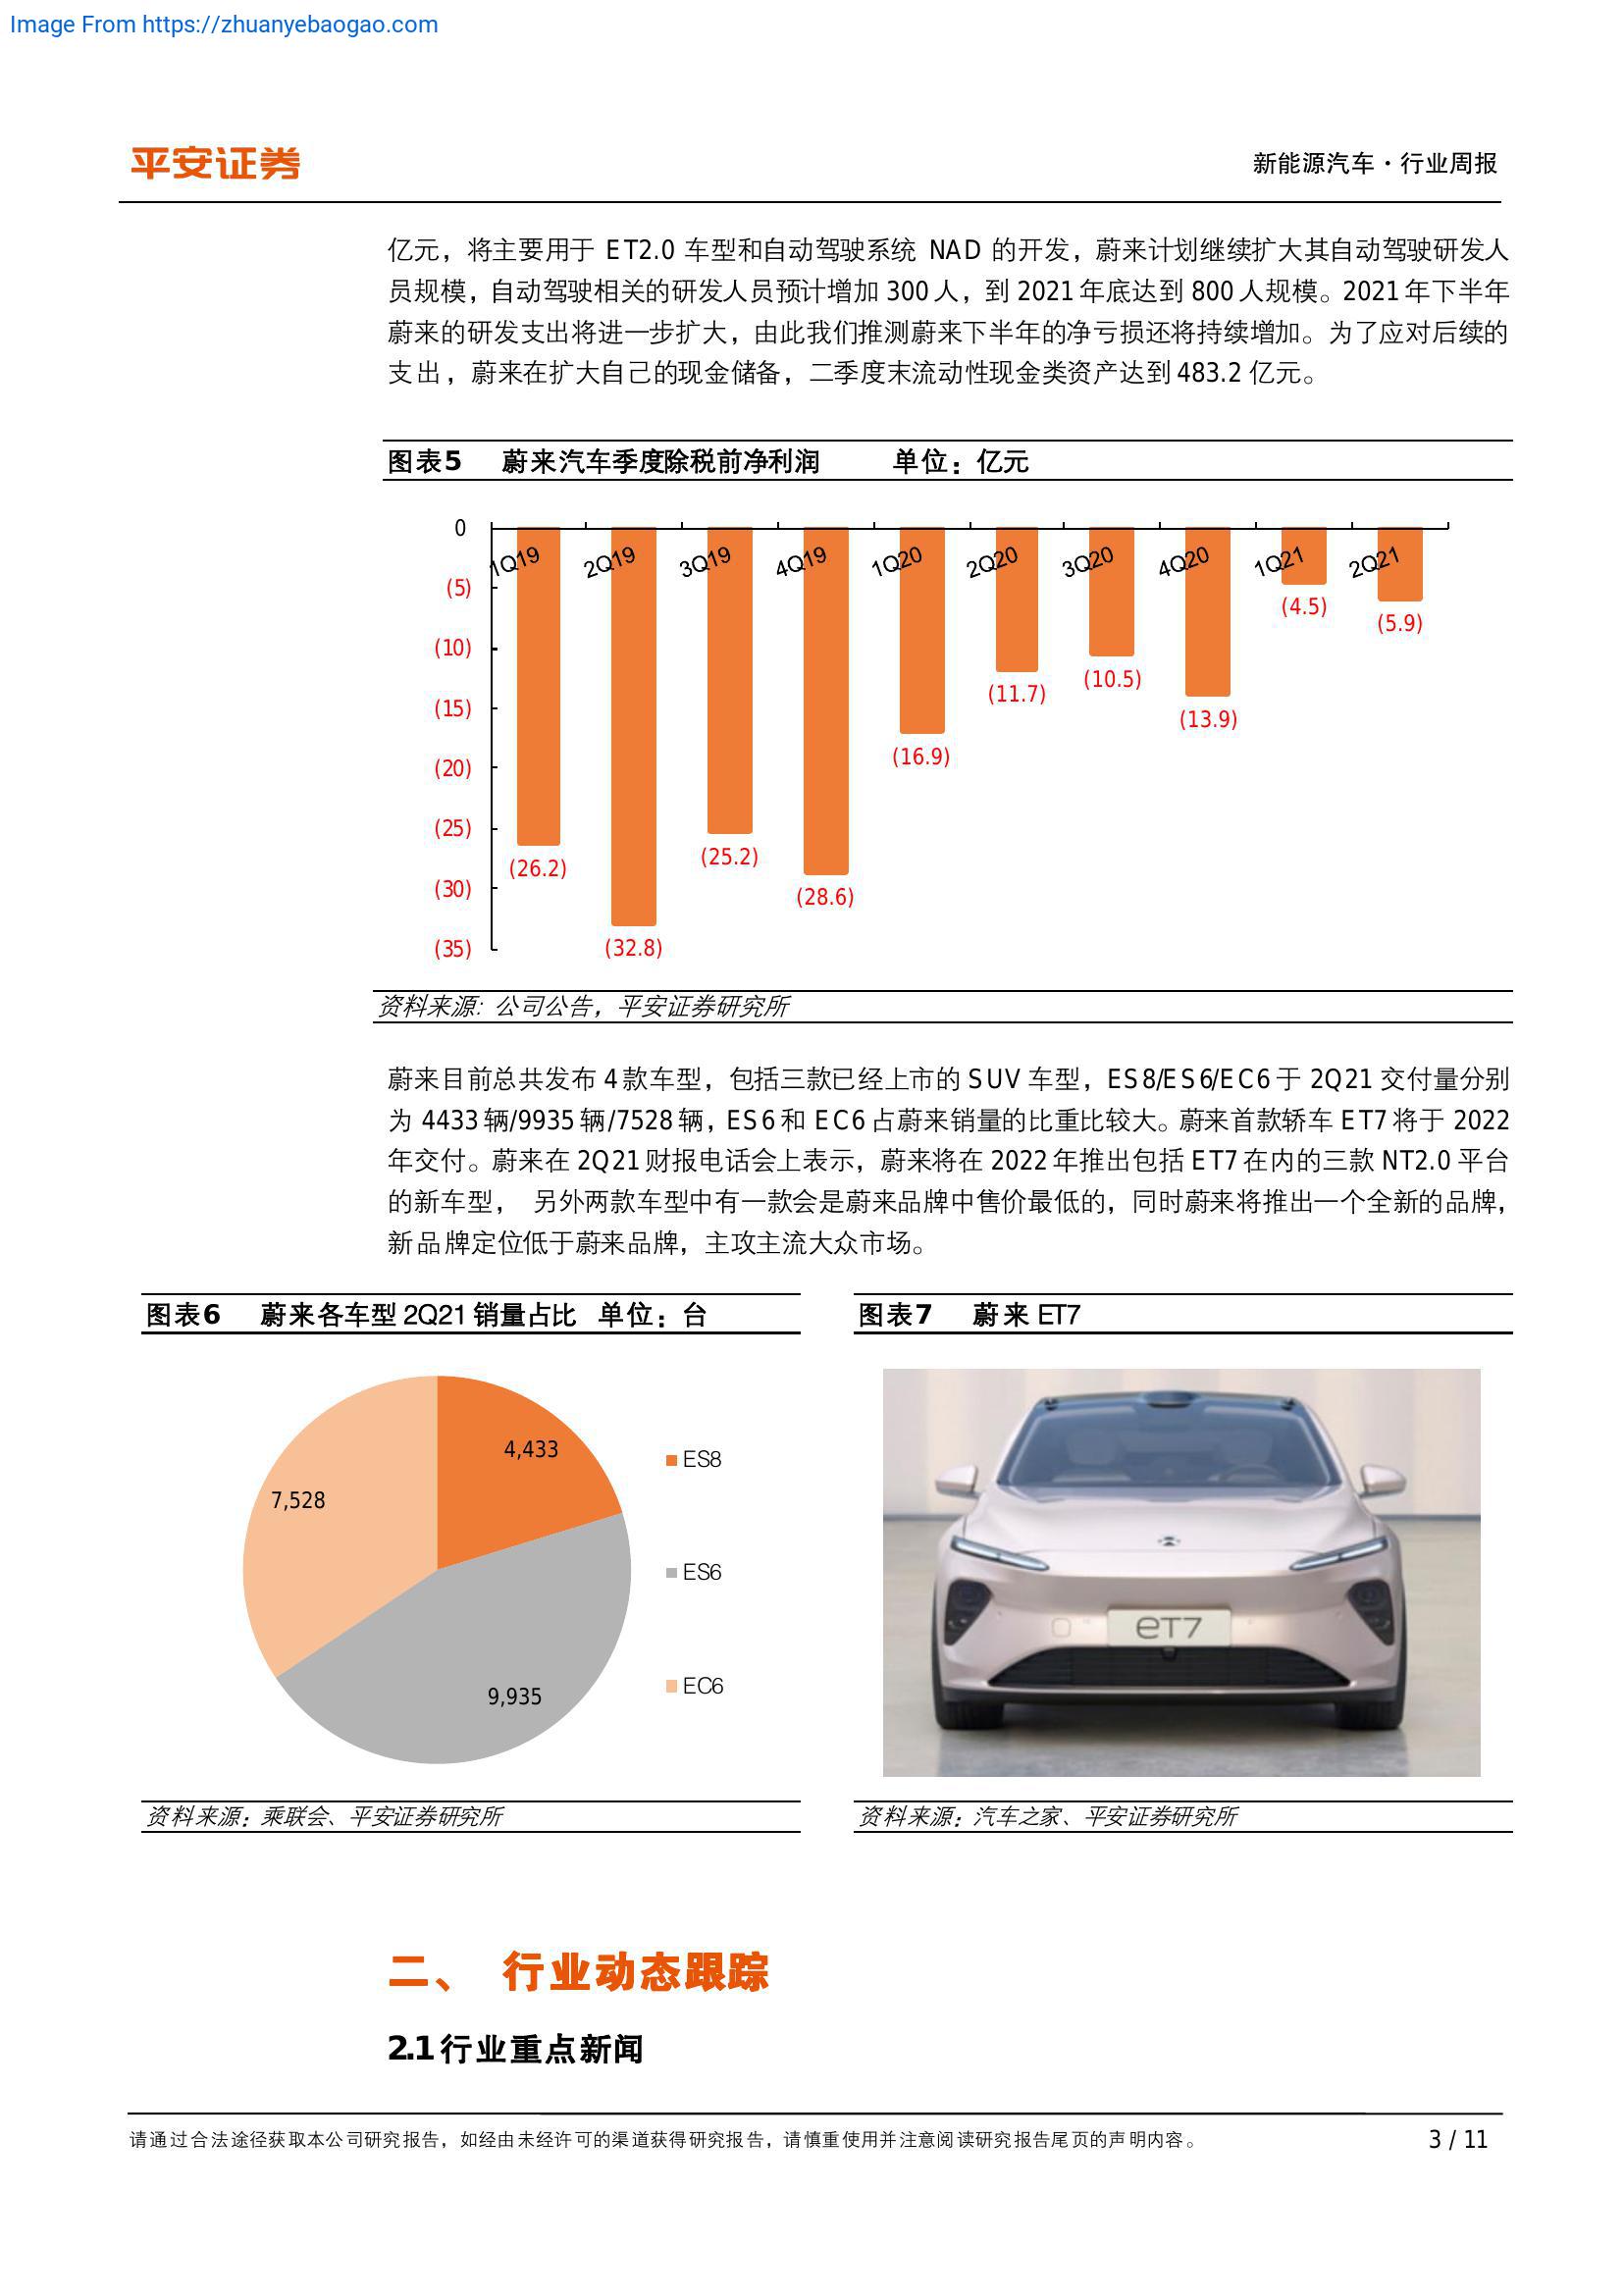 Image From https://zhuanyebaogao.com
平安证券
新能源汽车·行业周报
亿元，将主要用于 ET2.0 车型和自动驾驶系统 NAD 的开发，蔚来计划继续扩大其自动驾驶研发人
员规模，自动驾驶相关的研发人员预计增加 300 人，到 2021 年底达到 800 人规模。2021 年下半年
蔚来的研发支出将进一步扩大，由此我们推测蔚来下半年的净亏损还将持续增加。为了应对后续的
支出，蔚来在扩大自己的现金储备，二季度末流动性现金类资产达到 483.2 亿元。
图表5 蔚来汽车季度除税前净利润 单位：亿元
0
1Q19 2Q19 3Q19 4Q19 1Q20 2Q20 3Q20 4Q20 1Q21 2Q21
(5)
(10)
(15)
(20)
(25)
(30)
(35)
(26.2) (32.8) (25.2) (28.6) (16.9) (11.7) (10.5) (13.9) (4.5) (5.9)
资料来源：公司公告，平安证券研究所
蔚来目前总共发布 4 款车型，包括三款已经上市的 SUV 车型，ES8/ES6/EC6 于 2Q21 交付量分别
为 4433 辆/9935 辆/7528 辆，ES6 和 EC6 占蔚来销量的比重比较大。蔚来首款轿车 ET7 将于 2022
年交付。蔚来在 2Q21 财报电话会上表示，蔚来将在 2022 年推出包括 ET7 在内的三款 NT2.0 平台
的新车型， 另外两款车型中有一款会是蔚来品牌中售价最低的，同时蔚来将推出一个全新的品牌，
新品牌定位低于蔚来品牌，主攻主流大众市场。
图表6 蔚来各车型 2Q21 销量占比 单位：台
4,433
7,528
9,935
ES8
ES6
EC6
资料来源：乘联会、平安证券研究所
图表7 蔚来 ET7
eT7
资料来源：汽车之家、平安证券研究所
二、 行业动态跟踪
2.1 行业重点新闻
请通过合法途径获取本公司研究报告，如经由未经许可的渠道获得研究报告，请慎重使用并注意阅读研究报告尾页的声明内容。
3 / 11